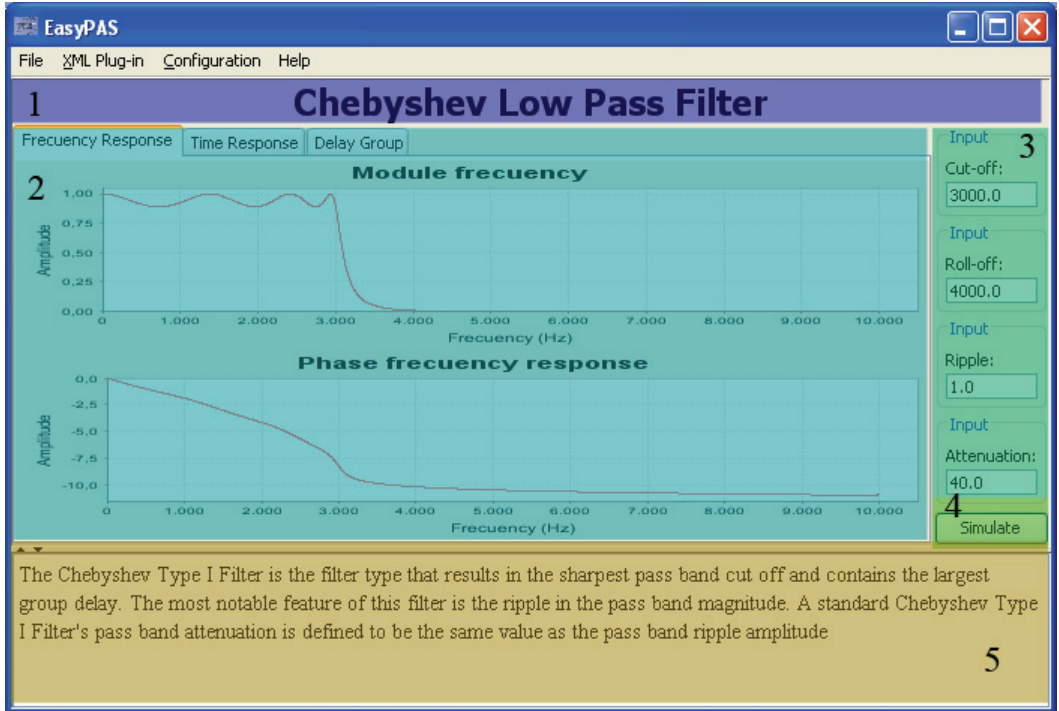 EasyPAS
File XML Plug-in Configuration Help
1 Chebyshev Low Pass Filter
Frecuency Response Time Response Delay Group
2
Module frecuency
1,00
0,75
0,50
0,25
0,00
Amplitude
0 1.000 2.000 3.000 4.000 5.000 6.000 7.000 8.000 9.000 10.000
Frecuency (Hz)
Phase frecuency response
0,0
-2,5
-5,0
-7,5
-10,0
Amplitude
0 1.000 2.000 3.000 4.000 5.000 6.000 7.000 8.000 9.000 10.000
Frecuency (Hz)
Input 3
Cut-off:
3000.0
Input
Roll-off:
4000.0
Input
Ripple:
1.0
Input
Attenuation:
40.0
4
Simulate
The Chebyshev Type I Filter is the filter type that results in the sharpest pass band cut off and contains the largest
group delay. The most notable feature of this filter is the ripple in the pass band magnitude. A standard Chebyshev Type
I Filter's pass band attenuation is defined to be the same value as the pass band ripple amplitude
5